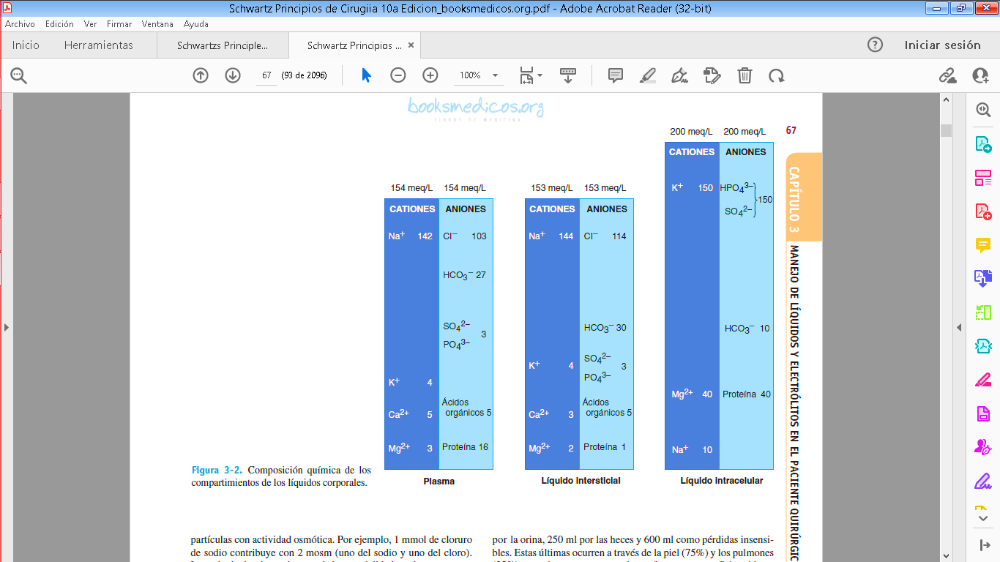 Schwartz Principios de Cirugiia 10a Edicion_booksmedicos.org.pdf - Adobe Acrobat Reader (32-bit)
Archivo Edición Ver Firmar Ventana Ayuda
Inicio Herramientas Schwartzs Principle... Schwartz Principios ... × ? Iniciar sesión
67 (93 de 2096) 100%
booksmedicos.org
LIBROS DE MEDICINA
67
CAPÍTULO 3
MANEJO DE LÍQUIDOS Y ELECTRÓLITOS EN EL PACIENTE QUIRÚRGIC
154 meq/L 154 meq/L
CATIONES ANIONES
Na+ 142 Cl– 103
HCO3– 27
SO42–
3
PO43–
K+ 4
Ácidos
Ca2+ 5 orgánicos 5
Mg2+ 3 Proteína 16
Plasma
153 meq/L 153 meq/L
CATIONES ANIONES
Na+ 144 Cl– 114
HCO3– 30
SO42–
K+ 4 3
PO43–
Ácidos
Ca2+ 3 orgánicos 5
Mg2+ 2 Proteína 1
Líquido intersticial
200 meq/L 200 meq/L
CATIONES ANIONES
K+ 150 HPO43–
150
SO42–
HCO3– 10
Mg2+ 40 Proteína 40
Na+ 10
Líquido intracelular
Figura 3-2. Composición química de los
compartimientos de los líquidos corporales.
partículas con actividad osmótica. Por ejemplo, 1 mmol de cloruro
de sodio contribuye con 2 mosm (uno del sodio y uno del cloro).
por la orina, 250 ml por las heces y 600 ml como pérdidas insensi-
bles. Estas últimas ocurren a través de la piel (75%) y los pulmones